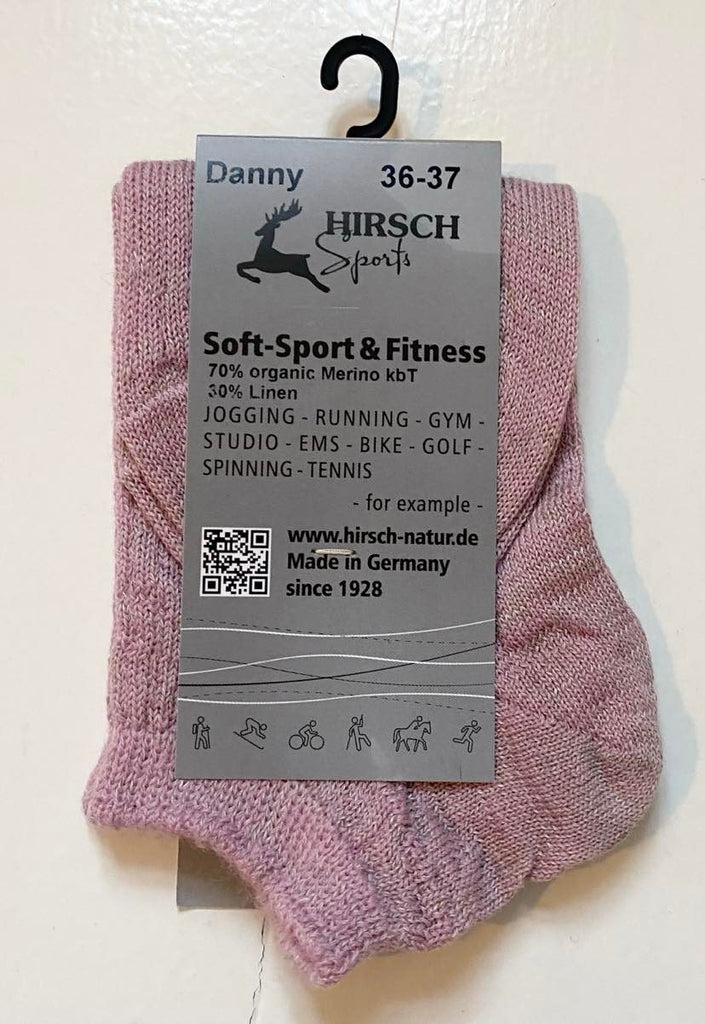 Danny 36-37
HIRSCH
Sports
Soft-Sport & Fitness
70% organic Merino kbT
30% Linen
JOGGING - RUNNING - GYM -
STUDIO - EMS - BIKE - GOLF -
SPINNING - TENNIS
- for example -
www.hirsch-natur.de
Made in Germany
since 1928